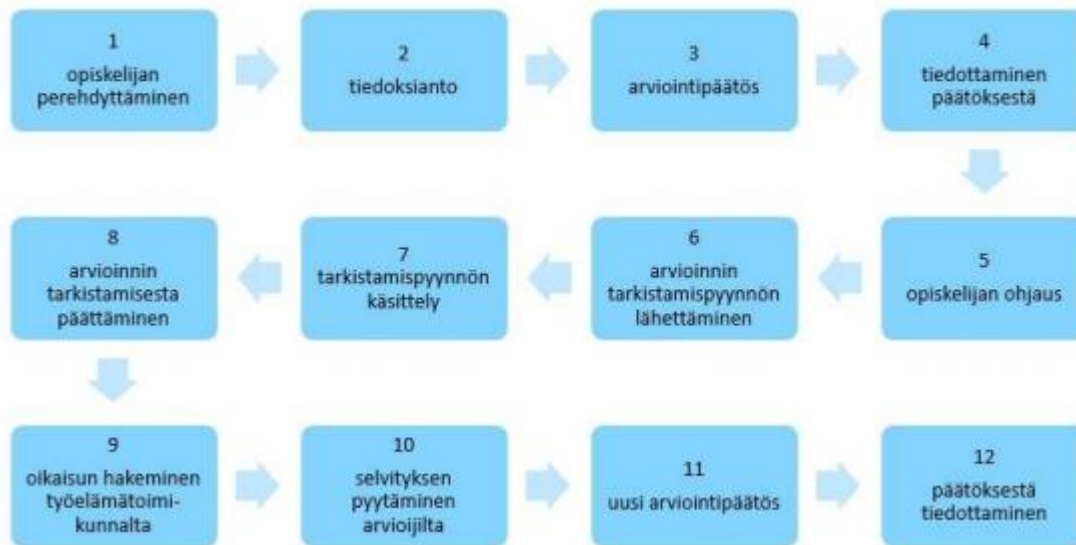 1
opiskelijan
perehdyttäminen
2
tiedoksianto
3
arviointipäätös
4
tiedottaminen
päätöksestä
5
opiskelijan ohjaus
6
arvioinnin
tarkistamispyynnön
lähettäminen
7
tarkistamispyynnön
käsittely
8
arvioinnin
tarkistamisesta
päättäminen
9
oikaisun hakeminen
työelämätoimi-
kunnalta
10
selvityksen
pyytäminen
arvioijilta
11
uusi arviointipäätös
12
päätöksestä
tiedottaminen